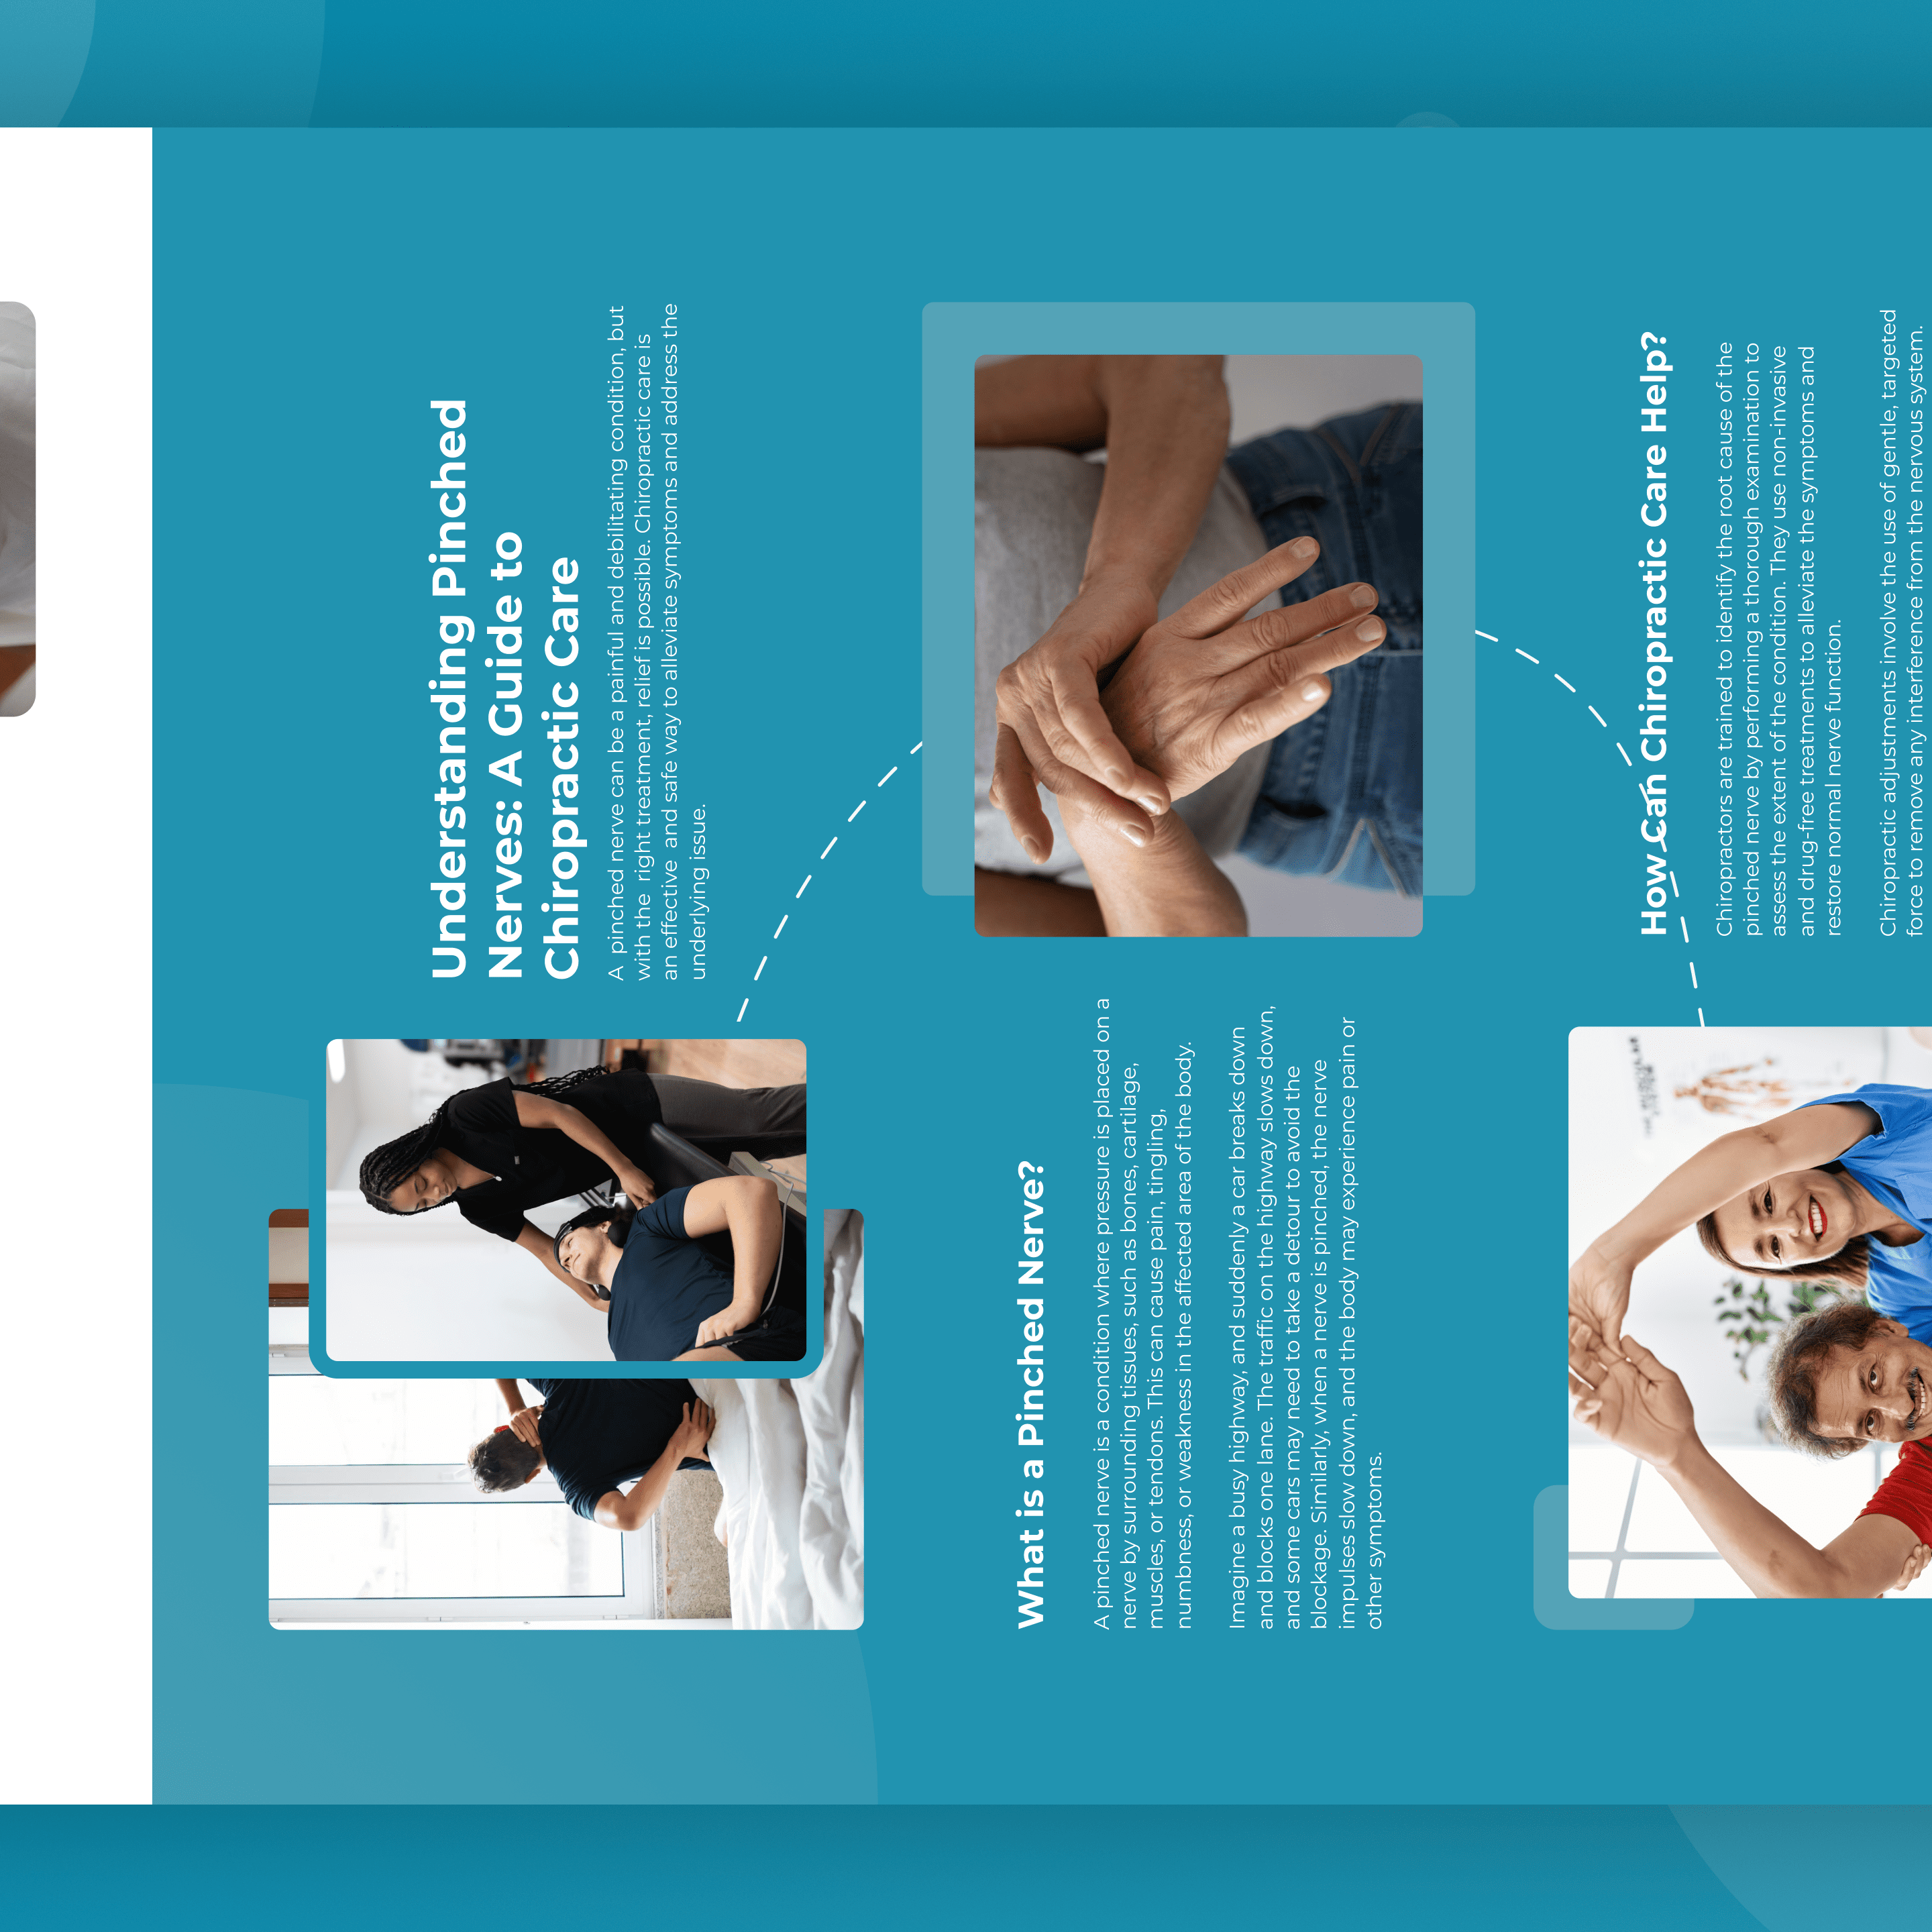 Understanding Pinched
Nerves: A Guide to
Chiropractic Care
A pinched nerve can be a painful and debilitating condition, but
with the right treatment, relief is possible. Chiropractic care is
an effective and safe way to alleviate symptoms and address the
underlying issue.
What is a Pinched Nerve?
A pinched nerve is a condition where pressure is placed on a
nerve by surrounding tissues, such as bones, cartilage,
muscles, or tendons. This can cause pain, tingling,
numbness, or weakness in the affected area of the body.
Imagine a busy highway, and suddenly a car breaks down
and blocks one lane. The traffic on the highway slows down,
and some cars may need to take a detour to avoid the
blockage. Similarly, when a nerve is pinched, the nerve
impulses slow down, and the body may experience pain or
other symptoms.
How Can Chiropractic Care Help?
Chiropractors are trained to identify the root cause of the
pinched nerve by performing a thorough examination to
assess the extent of the condition. They use non-invasive
and drug-free treatments to alleviate the symptoms and
restore normal nerve function.
Chiropractic adjustments involve the use of gentle, targeted
force to remove any interference from the nervous system.